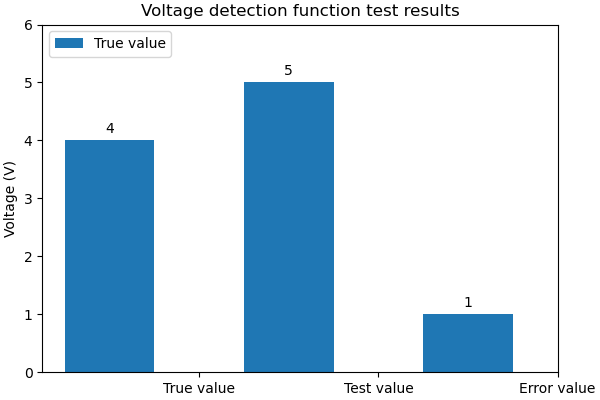 Voltage detection function test results
True value
Voltage (V)
6
5
4
3
2
1
0
4
5
1
True value
Test value
Error value